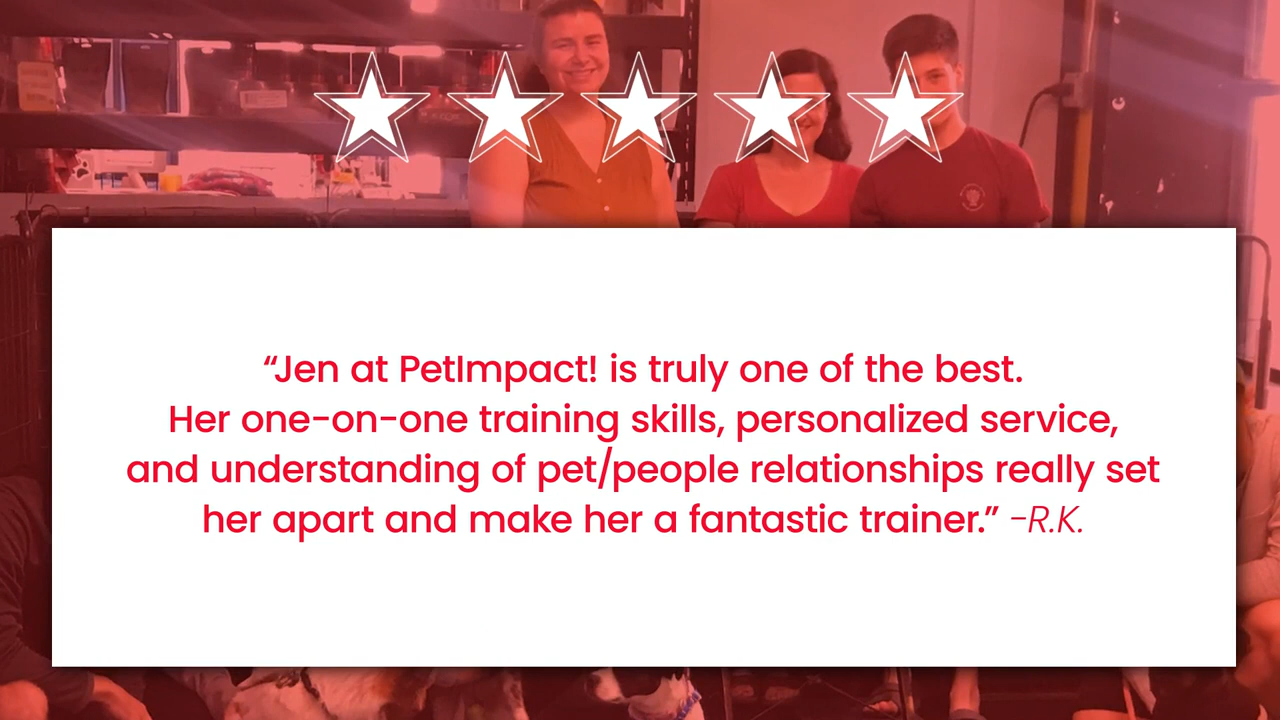 “Jen at PetImpact! is truly one of the best.
Her one-on-one training skills, personalized service,
and understanding of pet/people relationships really set
her apart and make her a fantastic trainer.” -R.K.